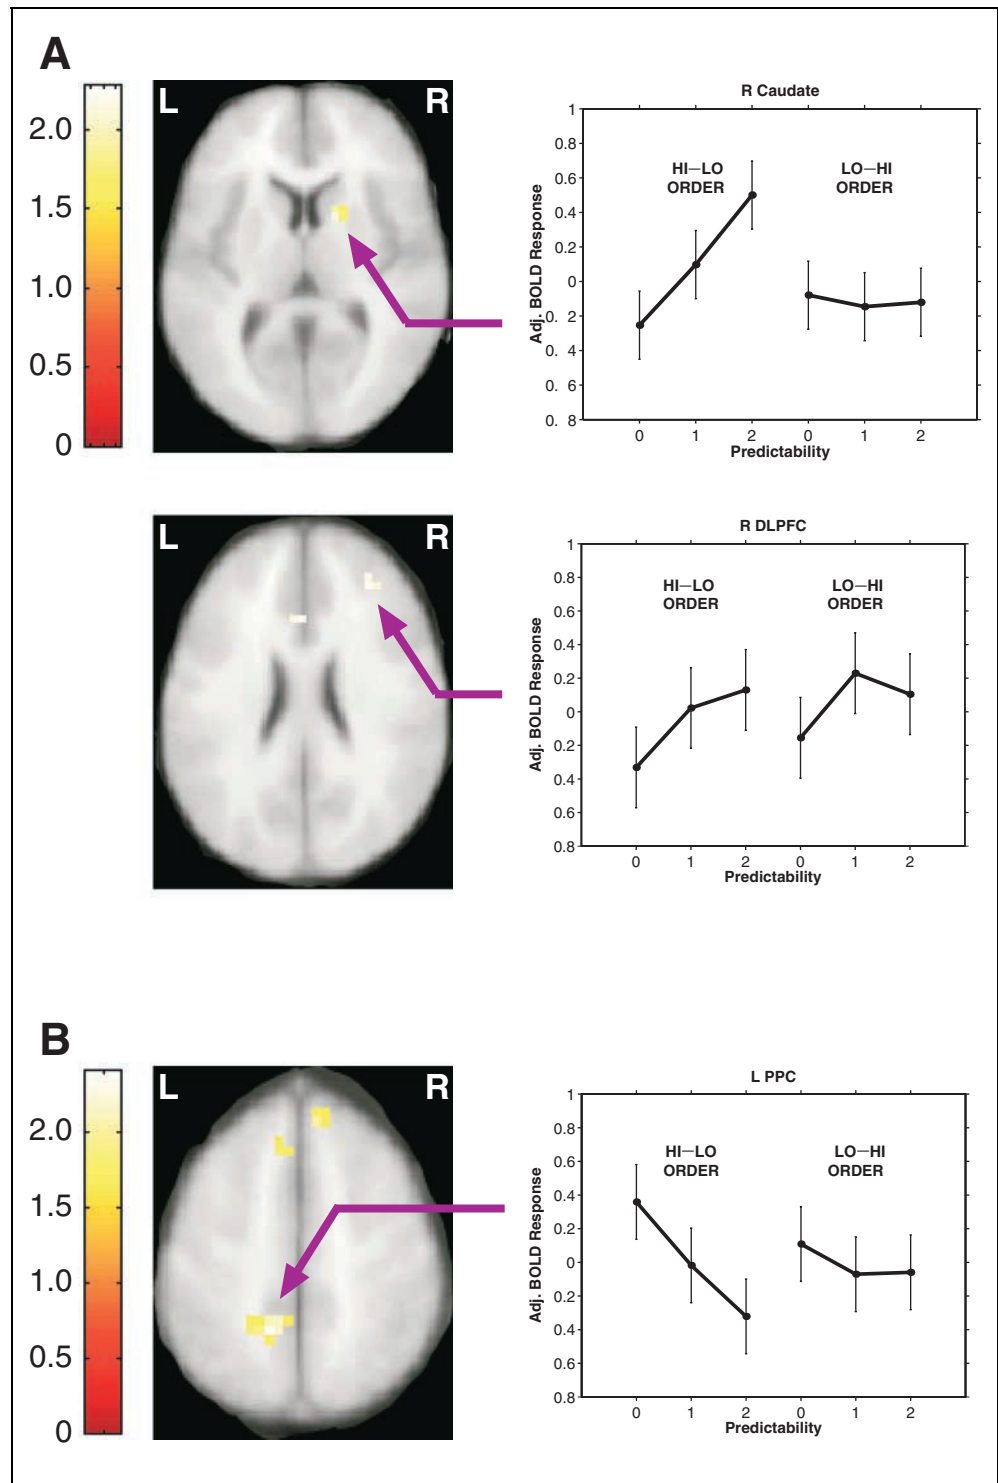 A
2.0
1.5
1.0
0.5
0
L R
R Caudate
Adj. BOLD Response
1
0.8
0.6
0.4
0.2
0
0.2
0. 4
0. 6
0. 8
HI—LO
ORDER
LO—HI
ORDER
0 1 2 0 1 2
Predictability
L R
R DLPFC
Adj. BOLD Response
1
0.8
0.6
0.4
0.2
0
0.2
0.4
0.6
0.8
HI—LO
ORDER
LO—HI
ORDER
0 1 2 0 1 2
Predictability
B
2.0
1.5
1.0
0.5
0
L R
L PPC
Adj. BOLD Response
1
0.8
0.6
0.4
0.2
0
0.2
0.4
0.6
0.8
HI—LO
ORDER
LO—HI
ORDER
0 1 2 0 1 2
Predictability